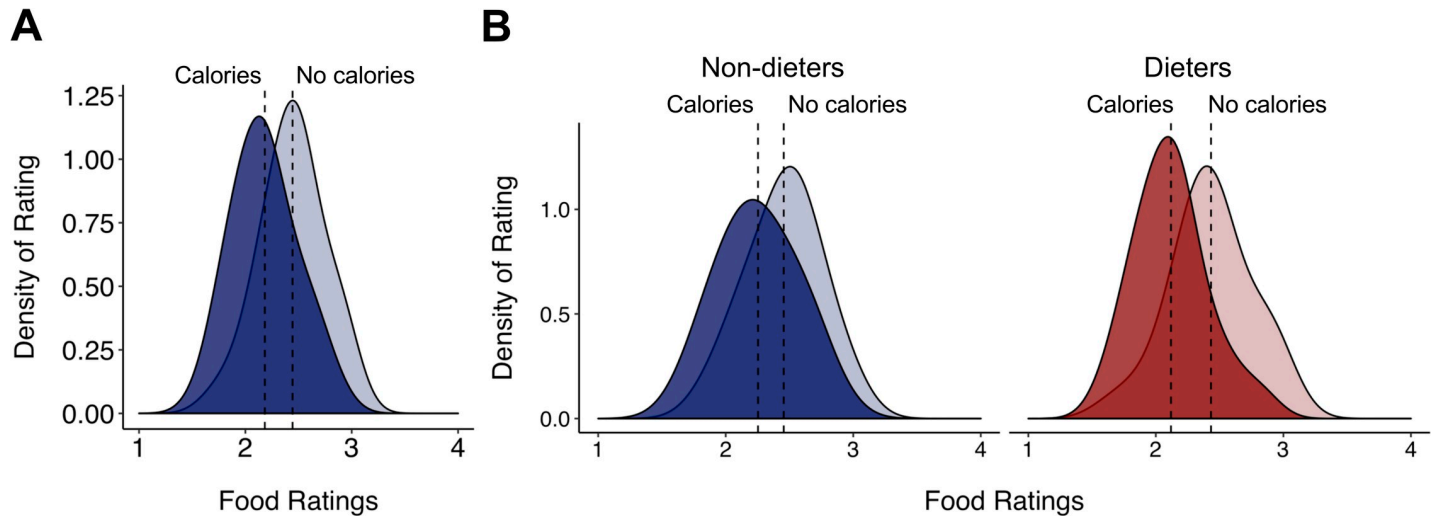 A
Calories No calories
1.25
1.00
0.75
0.50
0.25
0.00
Density of Rating
1 2 3 4
Food Ratings
B
Non-dieters Dieters
Calories No calories Calories No calories
1.0
0.5
0.0
Density of Rating
1 2 3 4 1 2 3 4
Food Ratings